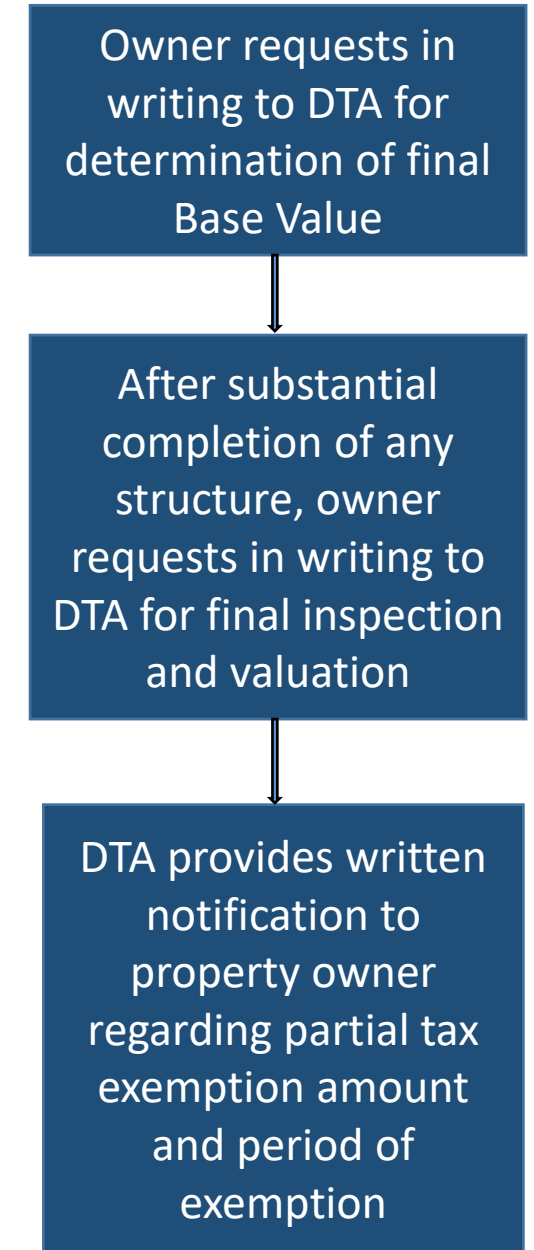 Owner requests in
writing to DTA for
determination of final
Base Value
After substantial
completion of any
structure, owner
requests in writing to
DTA for final inspection
and valuation
DTA provides written
notification to
property owner
regarding partial tax
exemption amount
and period of
exemption